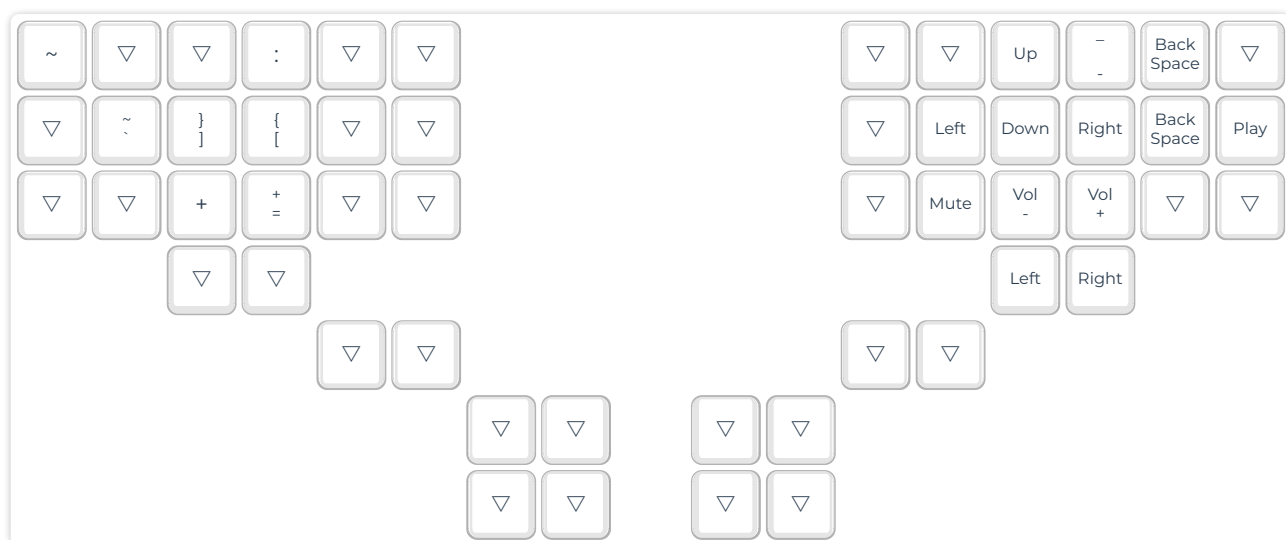 ~ ▽ ▽ : ▽ ▽ ▽ ▽ Up _ Back ▽
- Space
▽ ~ } { ▽ ▽ ▽ Left Down Right Back Play
` ] [ Space
▽ ▽ + + ▽ ▽ ▽ Mute Vol Vol ▽ ▽
= - +
▽ ▽ Left Right
▽ ▽ ▽ ▽
▽ ▽ ▽ ▽
▽ ▽ ▽ ▽